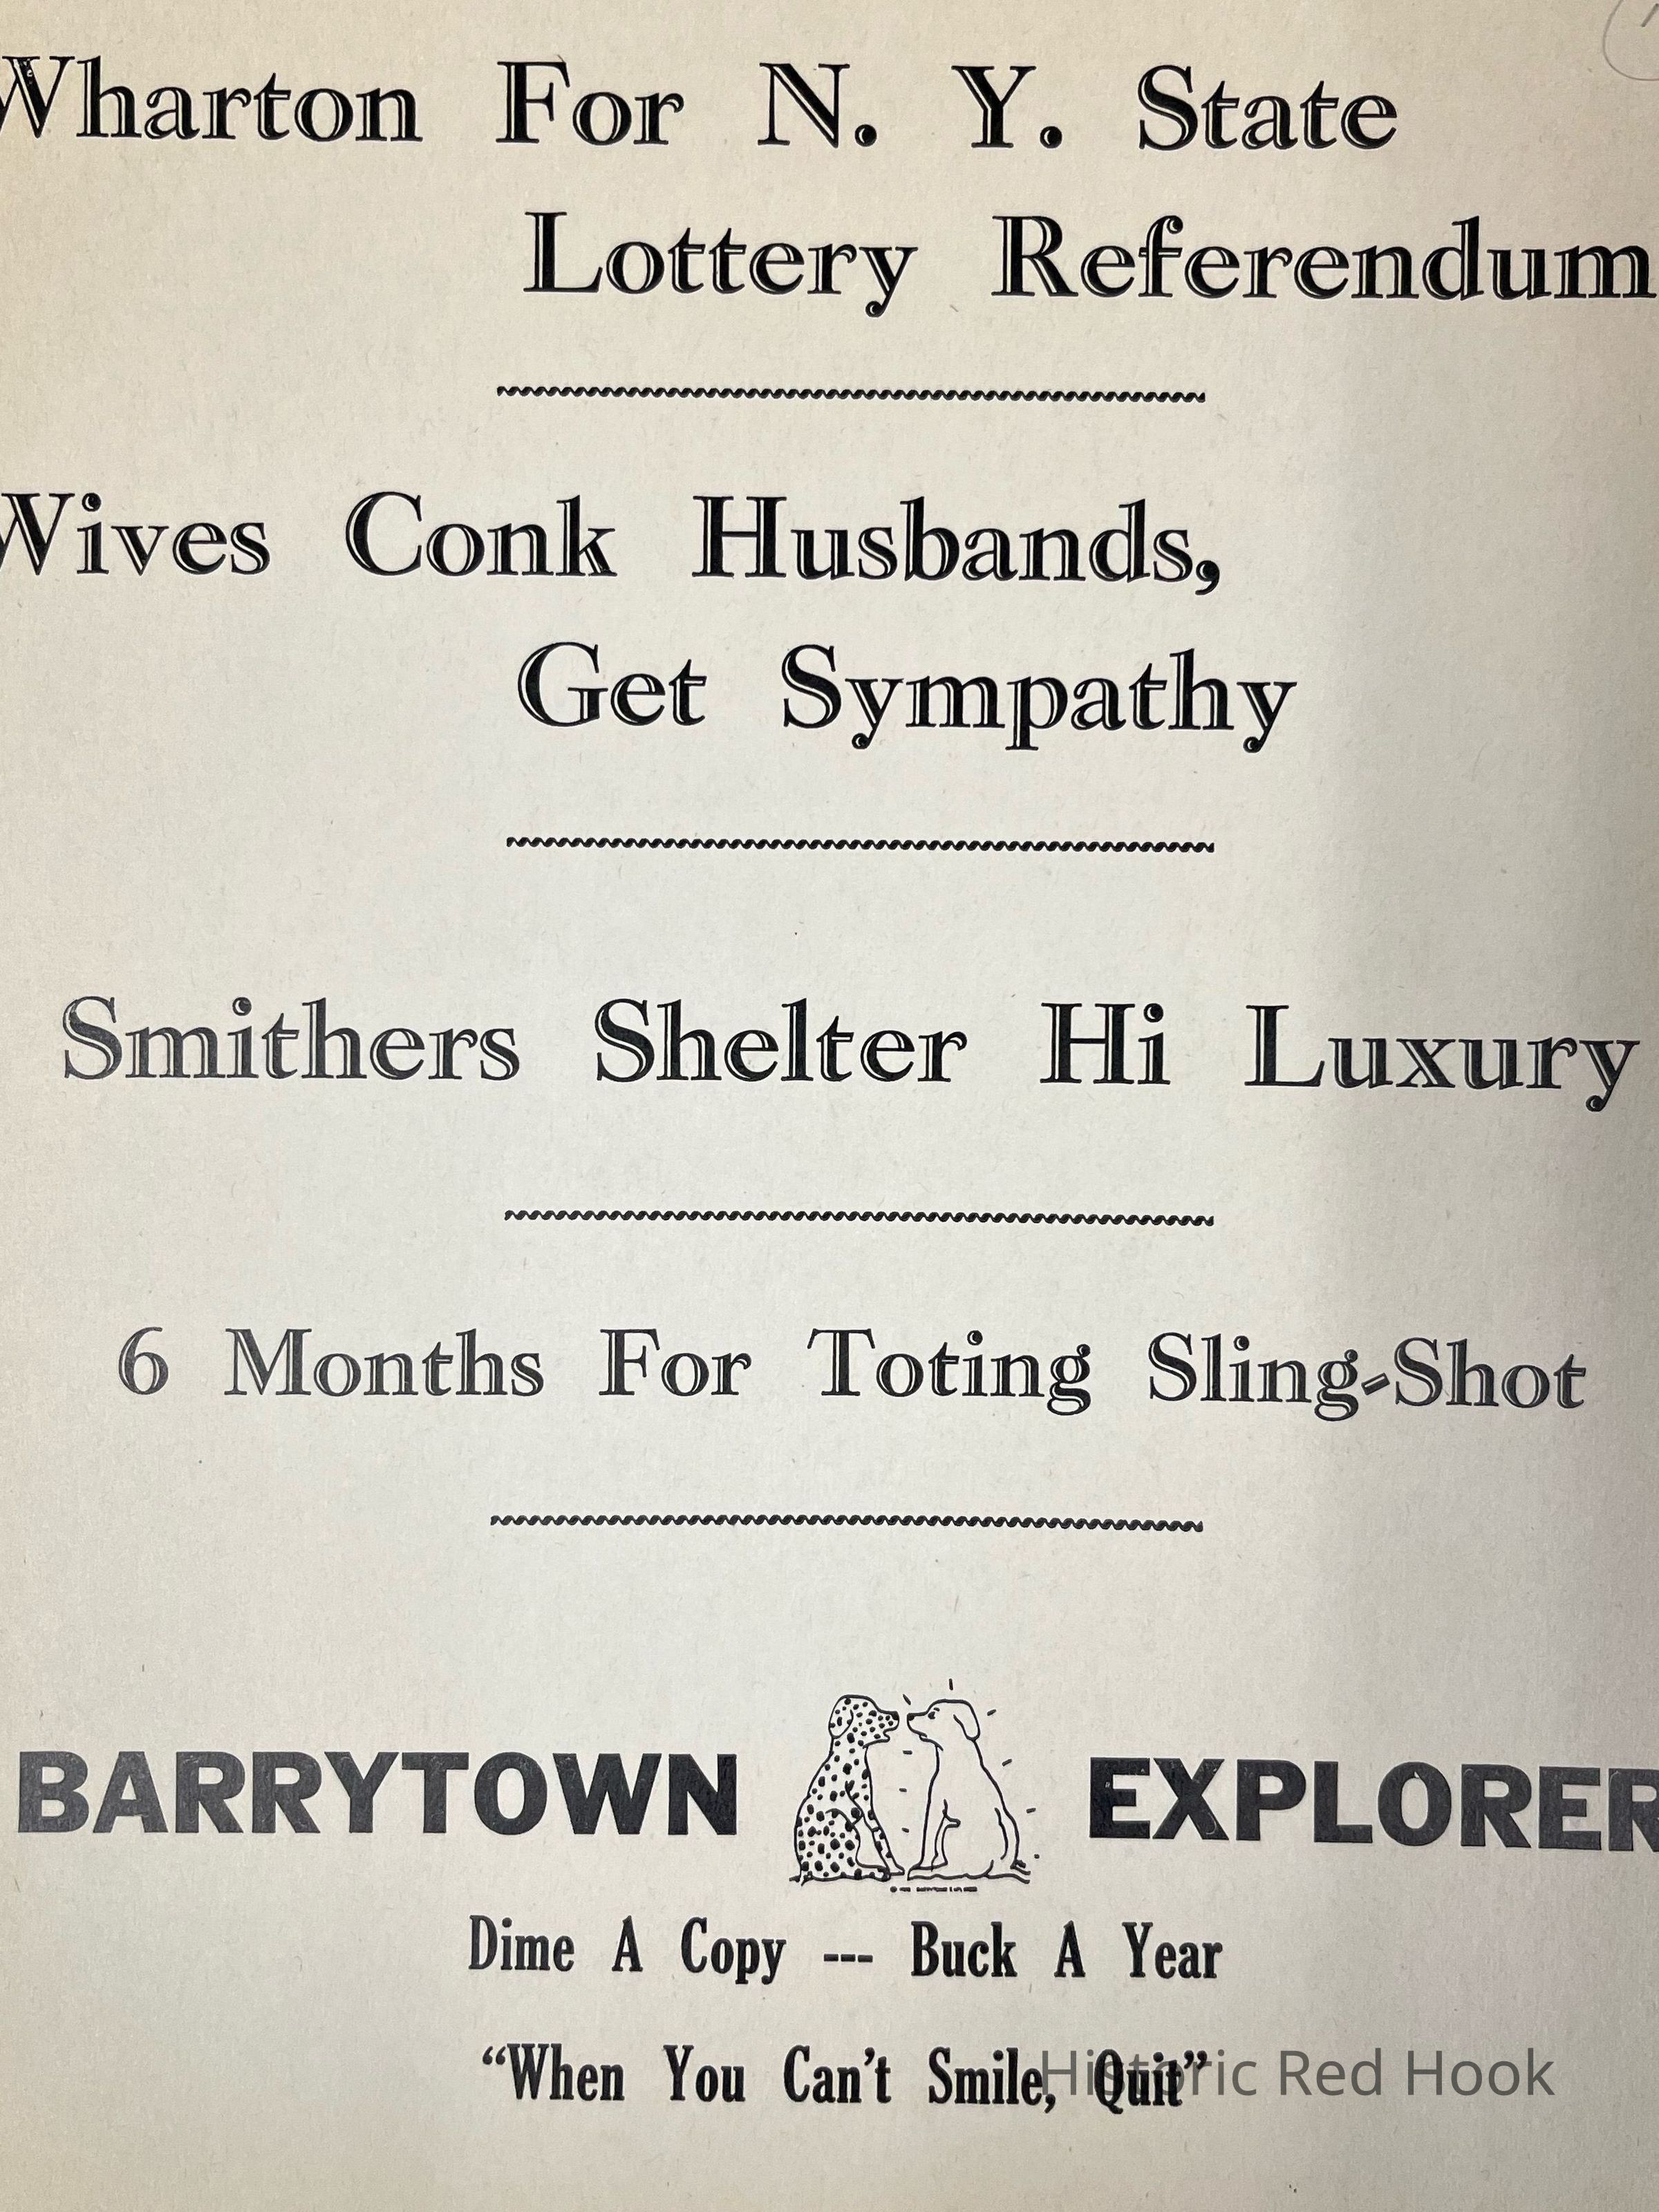 Wharton For N. Y. State
Lottery Referendum
Wives Conk Husbands,
Get Sympathy
Smithers Shelter Hi Luxury
6 Months For Toting Sling-Shot
BARRYTOWN EXPLORER
Dime A Copy --- Buck A Year
“When You Can't Smile, Quit”
Historic Red Hook